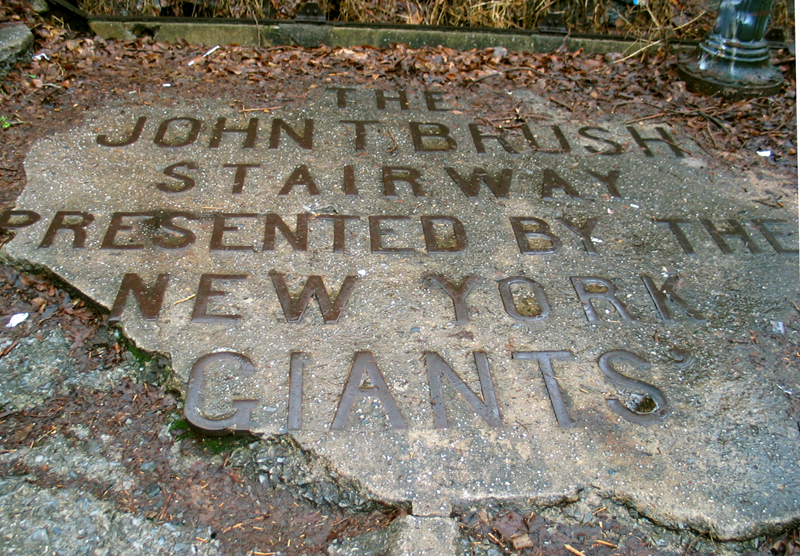 THE
JOHN T. BRUSH
STAIRWAY
PRESENTED BY THE
NEW YORK
GIANTS